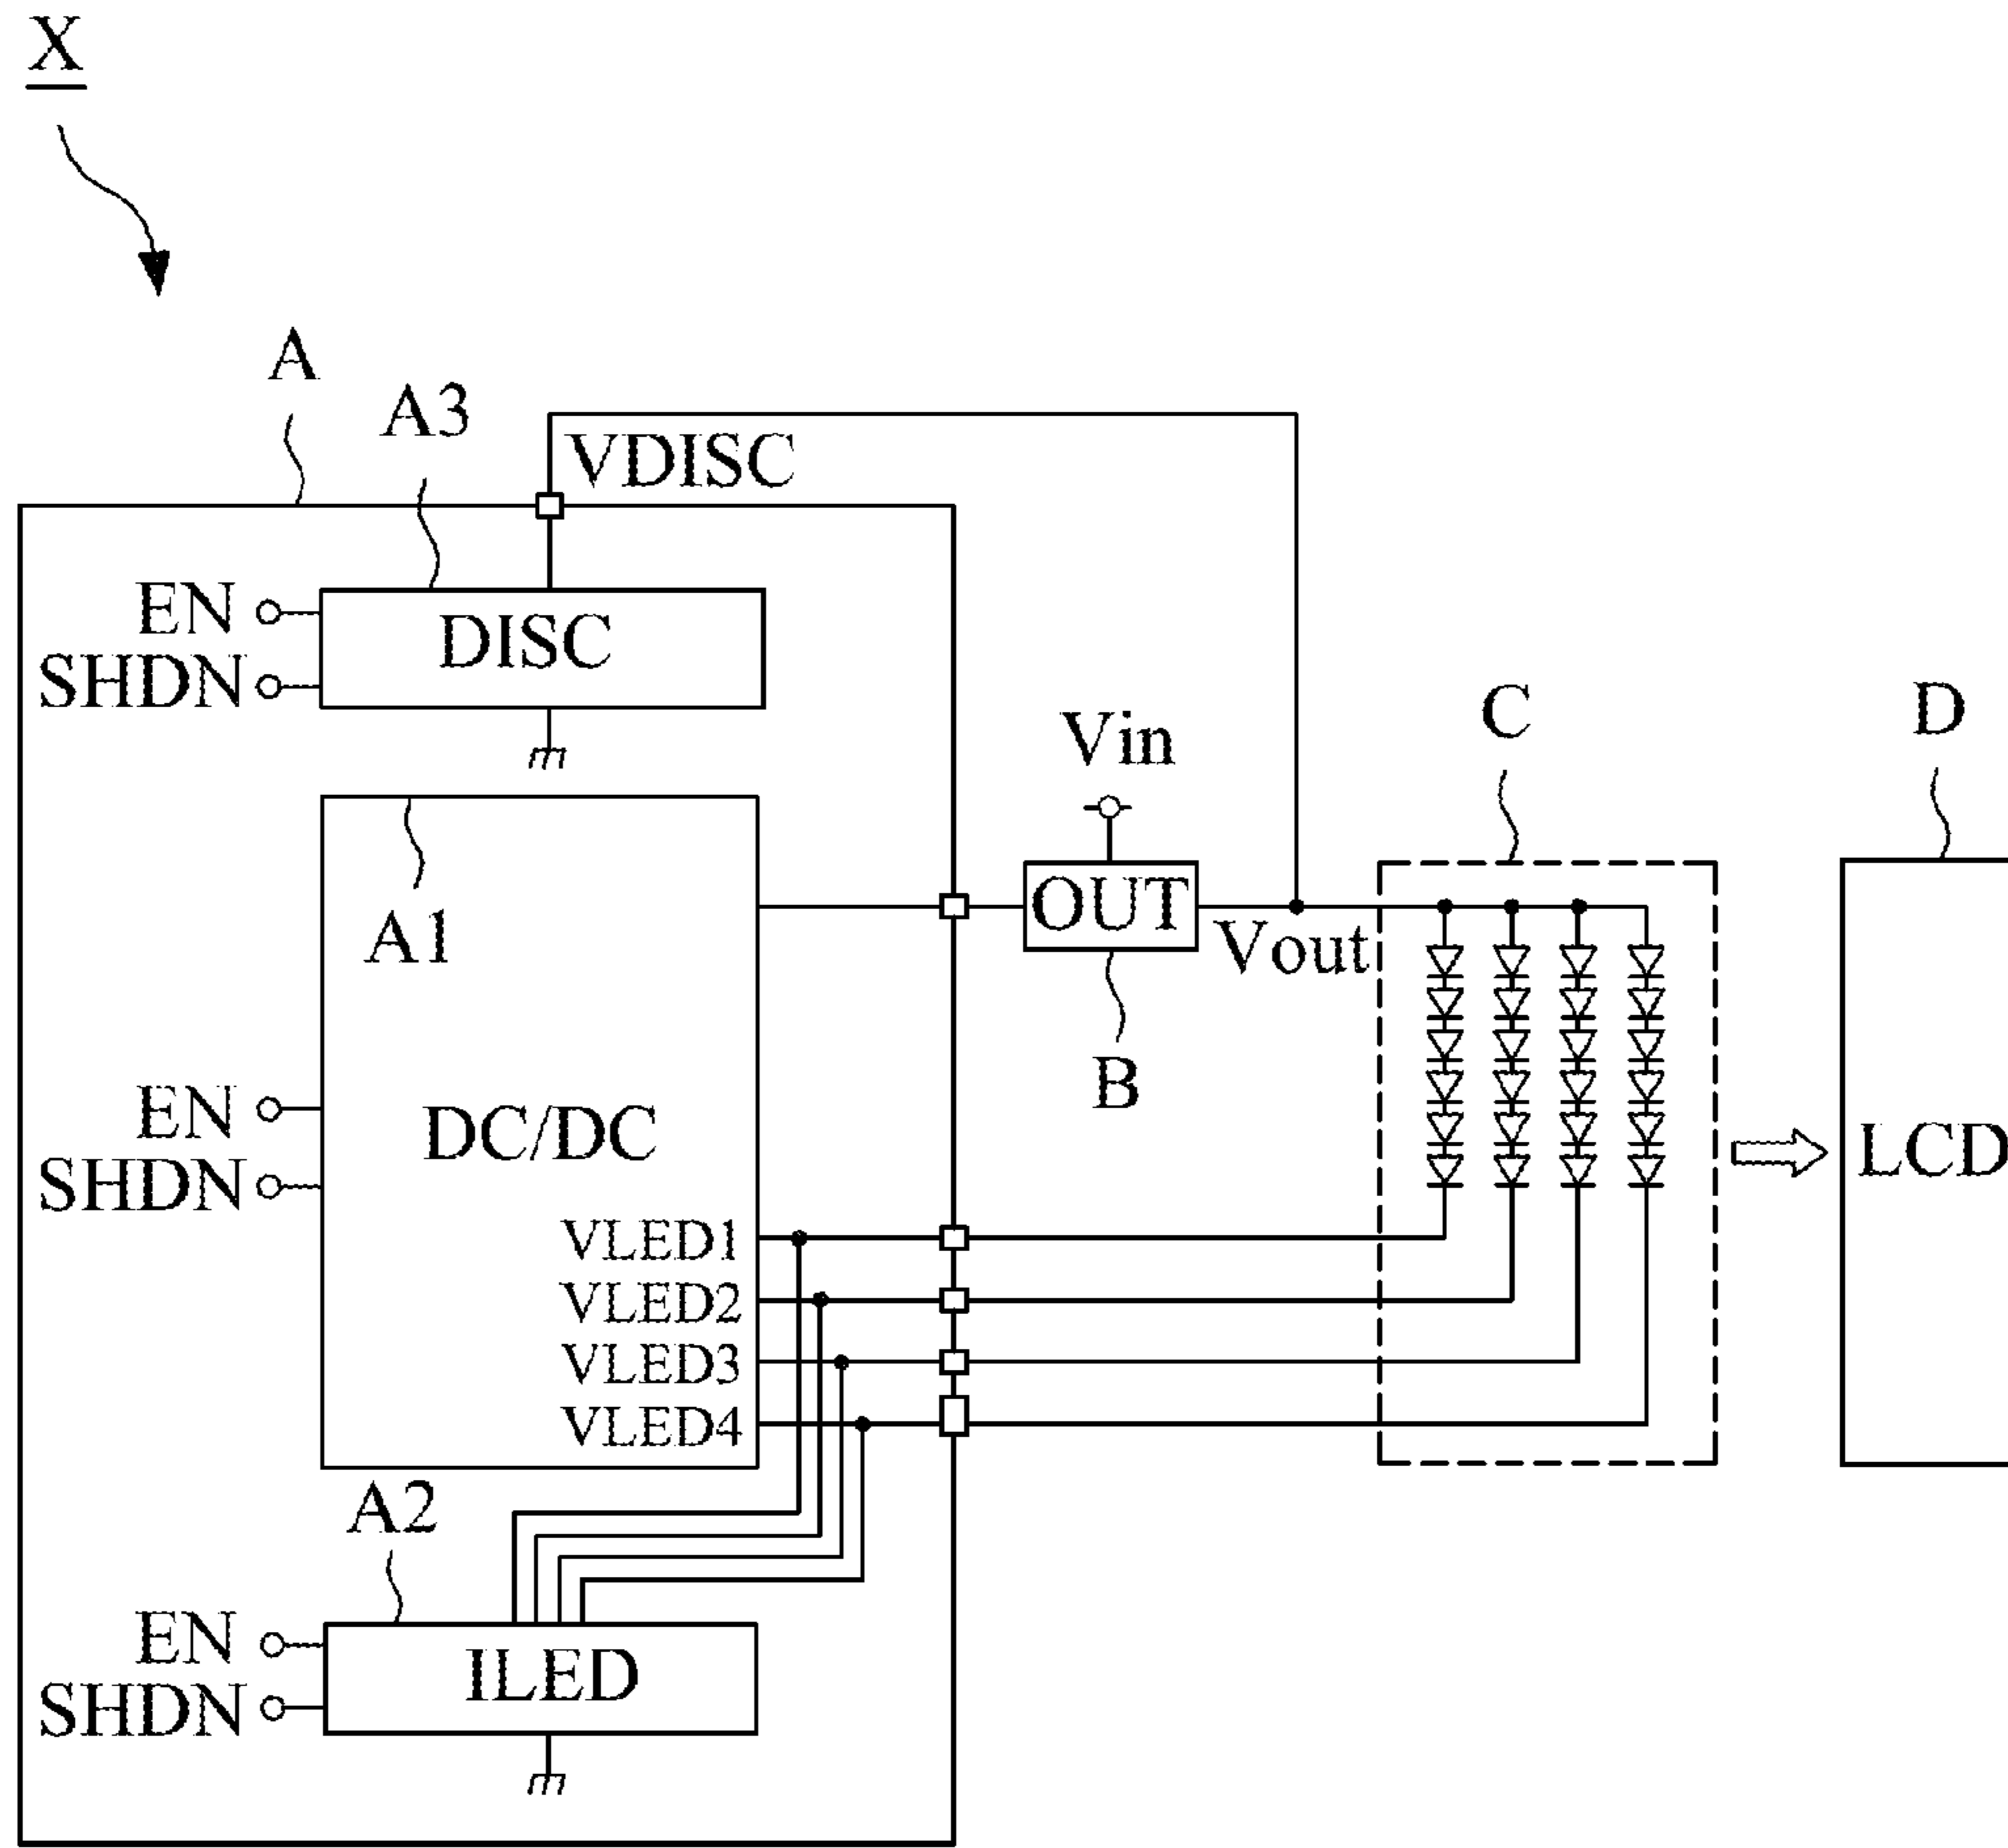 X
A
A3
VDISC
EN
SHDN
DISC
Vin
C
D
A1
OUT
Vout
B
EN
SHDN
DC/DC
LCD
VLED1
VLED2
VLED3
VLED4
A2
EN
SHDN
ILED